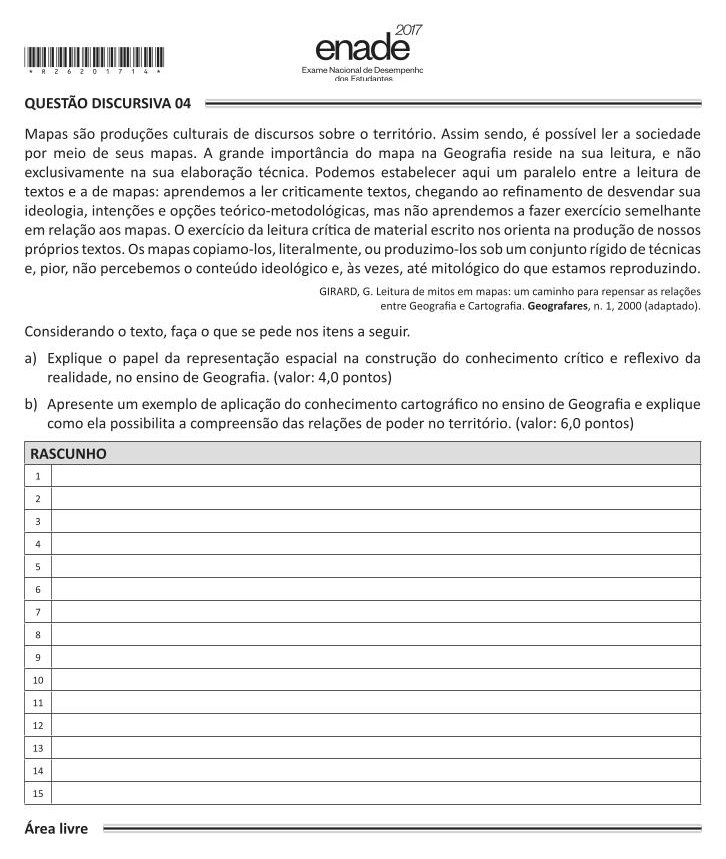 *R26201714*
2017
enade
Exame Nacional de Desempenho
dos Estudantes
QUESTÃO DISCURSIVA 04
Mapas são produções culturais de discursos sobre o território. Assim sendo, é possível ler a sociedade
por meio de seus mapas. A grande importância do mapa na Geografia reside na sua leitura, e não
exclusivamente na sua elaboração técnica. Podemos estabelecer aqui um paralelo entre a leitura de
textos e a de mapas: aprendemos a ler criticamente textos, chegando ao refinamento de desvendar sua
ideologia, intenções e opções teórico-metodológicas, mas não aprendemos a fazer exercício semelhante
em relação aos mapas. O exercício da leitura crítica de material escrito nos orienta na produção de nossos
próprios textos. Os mapas copiamo-los, literalmente, ou produzimo-los sob um conjunto rígido de técnicas
e, pior, não percebemos o conteúdo ideológico e, às vezes, até mitológico do que estamos reproduzindo.
GIRARD, G. Leitura de mitos em mapas: um caminho para repensar as relações
entre Geografia e Cartografia. Geografares, n. 1, 2000 (adaptado).
Considerando o texto, faça o que se pede nos itens a seguir.
a) Explique o papel da representação espacial na construção do conhecimento crítico e reflexivo da
realidade, no ensino de Geografia. (valor: 4,0 pontos)
b) Apresente um exemplo de aplicação do conhecimento cartográfico no ensino de Geografia e explique
como ela possibilita a compreensão das relações de poder no território. (valor: 6,0 pontos)
RASCUNHO
1
2
3
4
5
6
7
8
9
10
11
12
13
14
15
Área livre